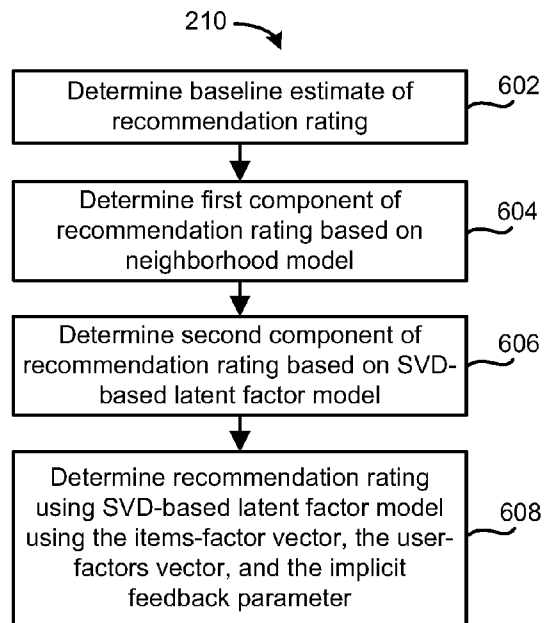 210
Determine baseline estimate of
recommendation rating
602
Determine first component of
recommendation rating based on
neighborhood model
604
Determine second component of
recommendation rating based on SVD-
based latent factor model
606
Determine recommendation rating
using SVD-based latent factor model
using the items-factor vector, the user-
factors vector, and the implicit
feedback parameter
608